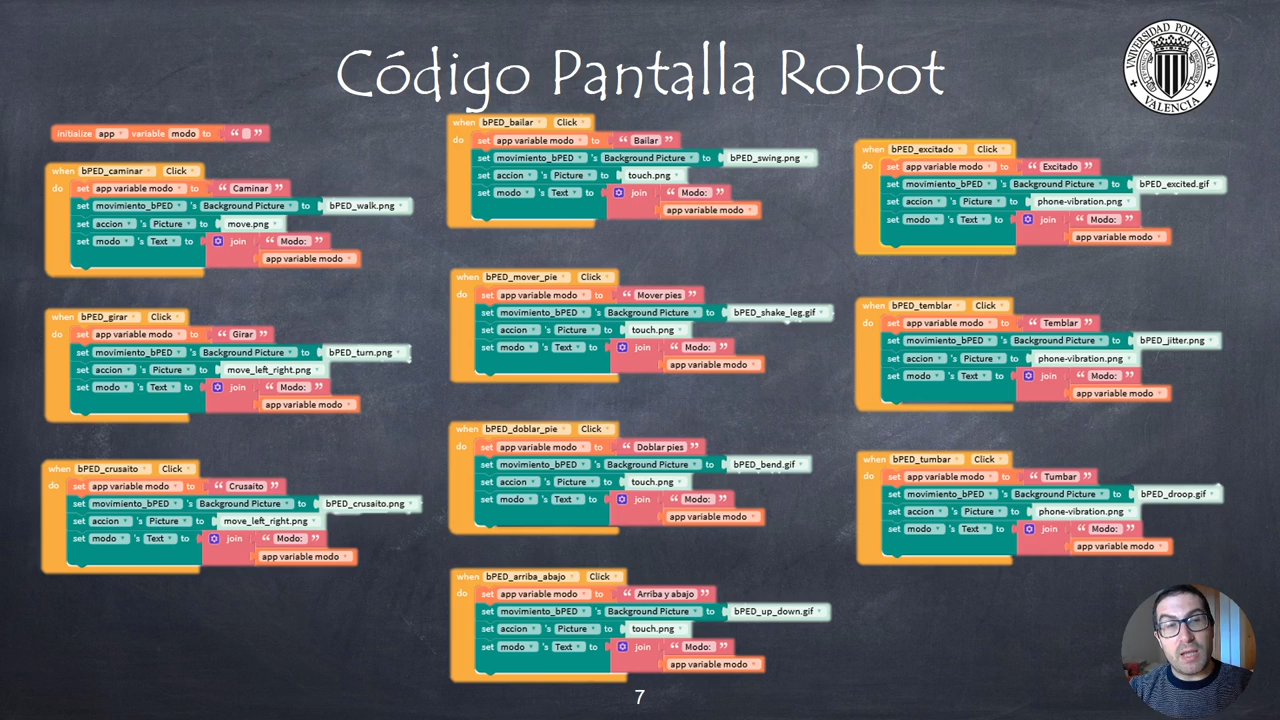 Código Pantalla Robot
UNIVERSIDAD POLITECNICA
VALENCIA
initialize app variable modo to “ ”
when bPED_caminar Click
do set app variable modo to “ Caminar ”
set movimiento_bPED 's Background Picture to bPED_walk.png
set accion 's Picture to move.png
set modo 's Text to join “ Modo: ”
app variable modo
when bPED_girar Click
do set app variable modo to “ Girar ”
set movimiento_bPED 's Background Picture to bPED_turn.png
set accion 's Picture to move_left_right.png
set modo 's Text to join “ Modo: ”
app variable modo
when bPED_crusaito Click
do set app variable modo to “ Crusaito ”
set movimiento_bPED 's Background Picture to bPED_crusaito.png
set accion 's Picture to move_left_right.png
set modo 's Text to join “ Modo: ”
app variable modo
when bPED_bailar Click
do set app variable modo to “ Bailar ”
set movimiento_bPED 's Background Picture to bPED_swing.png
set accion 's Picture to touch.png
set modo 's Text to join “ Modo: ”
app variable modo
when bPED_mover_pie Click
do set app variable modo to “ Mover pies ”
set movimiento_bPED 's Background Picture to bPED_shake_leg.gif
set accion 's Picture to touch.png
set modo 's Text to join “ Modo: ”
app variable modo
when bPED_doblar_pie Click
do set app variable modo to “ Doblar pies ”
set movimiento_bPED 's Background Picture to bPED_bend.gif
set accion 's Picture to touch.png
set modo 's Text to join “ Modo: ”
app variable modo
when bPED_arriba_abajo Click
do set app variable modo to “ Arriba y abajo ”
set movimiento_bPED 's Background Picture to bPED_up_down.gif
set accion 's Picture to touch.png
set modo 's Text to join “ Modo: ”
app variable modo
when bPED_excitado Click
do set app variable modo to “ Excitado ”
set movimiento_bPED 's Background Picture to bPED_excited.gif
set accion 's Picture to phone-vibration.png
set modo 's Text to join “ Modo: ”
app variable modo
when bPED_temblar Click
do set app variable modo to “ Temblar ”
set movimiento_bPED 's Background Picture to bPED_jitter.png
set accion 's Picture to phone-vibration.png
set modo 's Text to join “ Modo: ”
app variable modo
when bPED_tumbar Click
do set app variable modo to “ Tumbar ”
set movimiento_bPED 's Background Picture to bPED_droop.gif
set accion 's Picture to phone-vibration.png
set modo 's Text to join “ Modo: ”
app variable modo
7